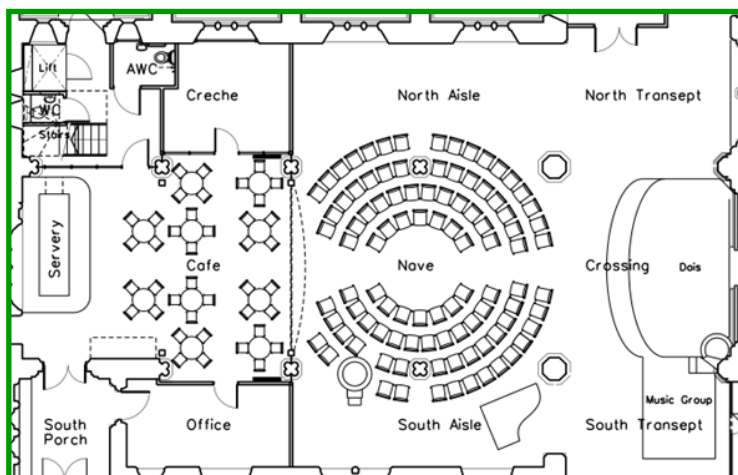 Lift
AWC
WC
Creche
North Aisle
North Transept
Stairs
Servery
Cafe
Nave
Crossing
Dais
Music Group
South Porch
Office
South Aisle
South Transept